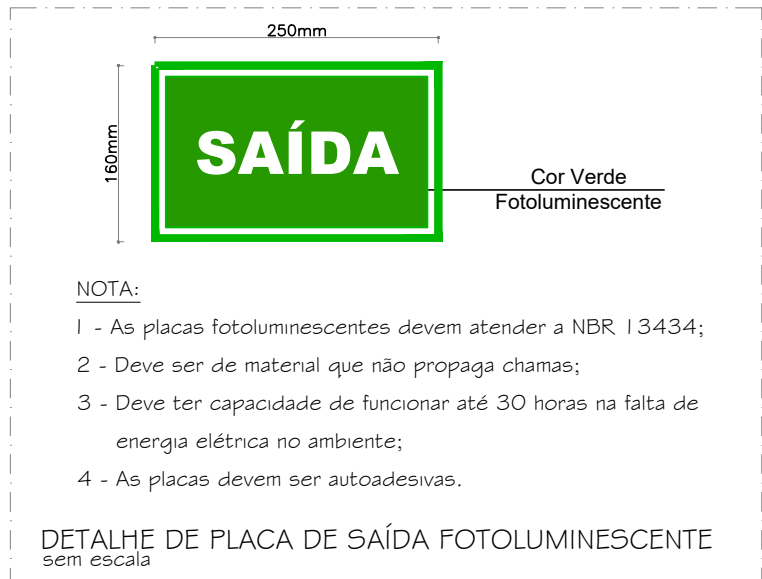 250mm
160mm
SAÍDA
Cor Verde
Fotoluminescente
NOTA:
1 - As placas fotoluminescentes devem atender a NBR 13434;
2 - Deve ser de material que não propaga chamas;
3 - Deve ter capacidade de funcionar até 30 horas na falta de
energia elétrica no ambiente;
4 - As placas devem ser autoadesivas.
DETALHE DE PLACA DE SAÍDA FOTOLUMINESCENTE
sem escala